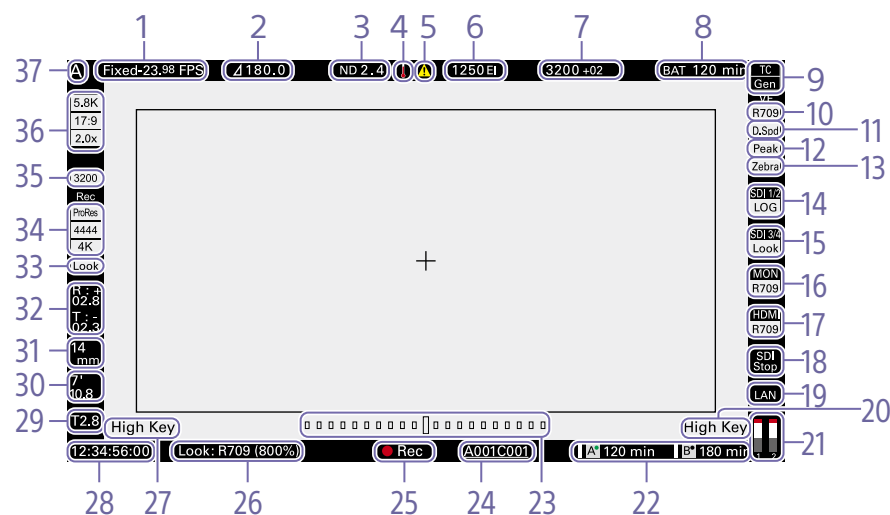 1 2 3 4 5 6 7 8
37 A Fixed-23.98 FPS ⊿180.0 ND 2.4 1250 EI 3200 +02 BAT 120 min TC
Gen 9
VF
5.8K
17:9
2.0x
36
R709 10
D.Spd 11
Peak 12
Zebra 13
35 3200
Rec
ProRes
4444
4K
34
SDI 1/2
LOG
14
33 Look
SDI 3/4
Look
15
32
R : +
02.8
T : -
02.3
MON
R709
16
HDMI
R709
17
31
14
mm
SDI
Stop
18
30
7'
10.8
LAN 19
29 T2.8
High Key High Key 20
12:34:56:00 Look: R709 (800%) Rec A001C001 A 120 min B 180 min 1 2 21
28 27 26 25 24 23 22